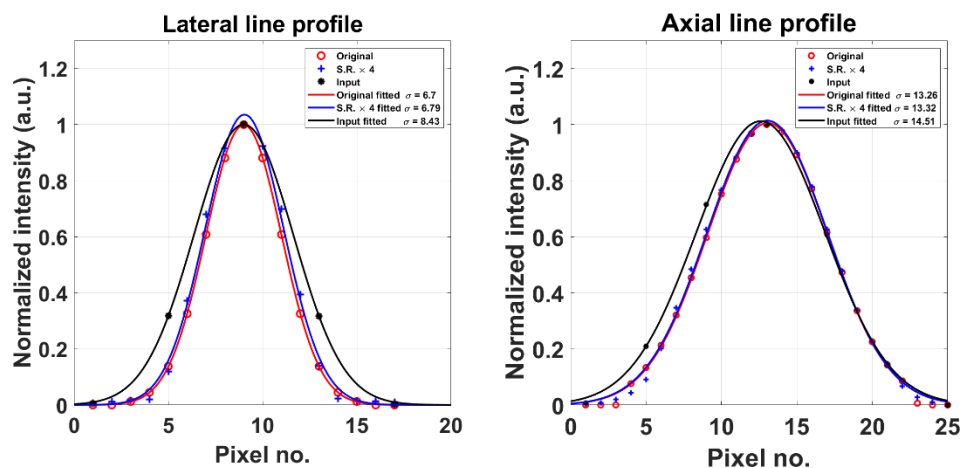 Lateral line profile
Normalized intensity (a.u.)
1.2
1
0.8
0.6
0.4
0.2
0
0 5 10 15 20
Pixel no.
Original
S.R. × 4
Input
Original fitted σ = 6.7
S.R. × 4 fitted σ = 6.79
Input fitted σ = 8.43
Axial line profile
Normalized intensity (a.u.)
1.2
1
0.8
0.6
0.4
0.2
0
0 5 10 15 20 25
Pixel no.
Original
S.R. × 4
Input
Original fitted σ = 13.26
S.R. × 4 fitted σ = 13.32
Input fitted σ = 14.51